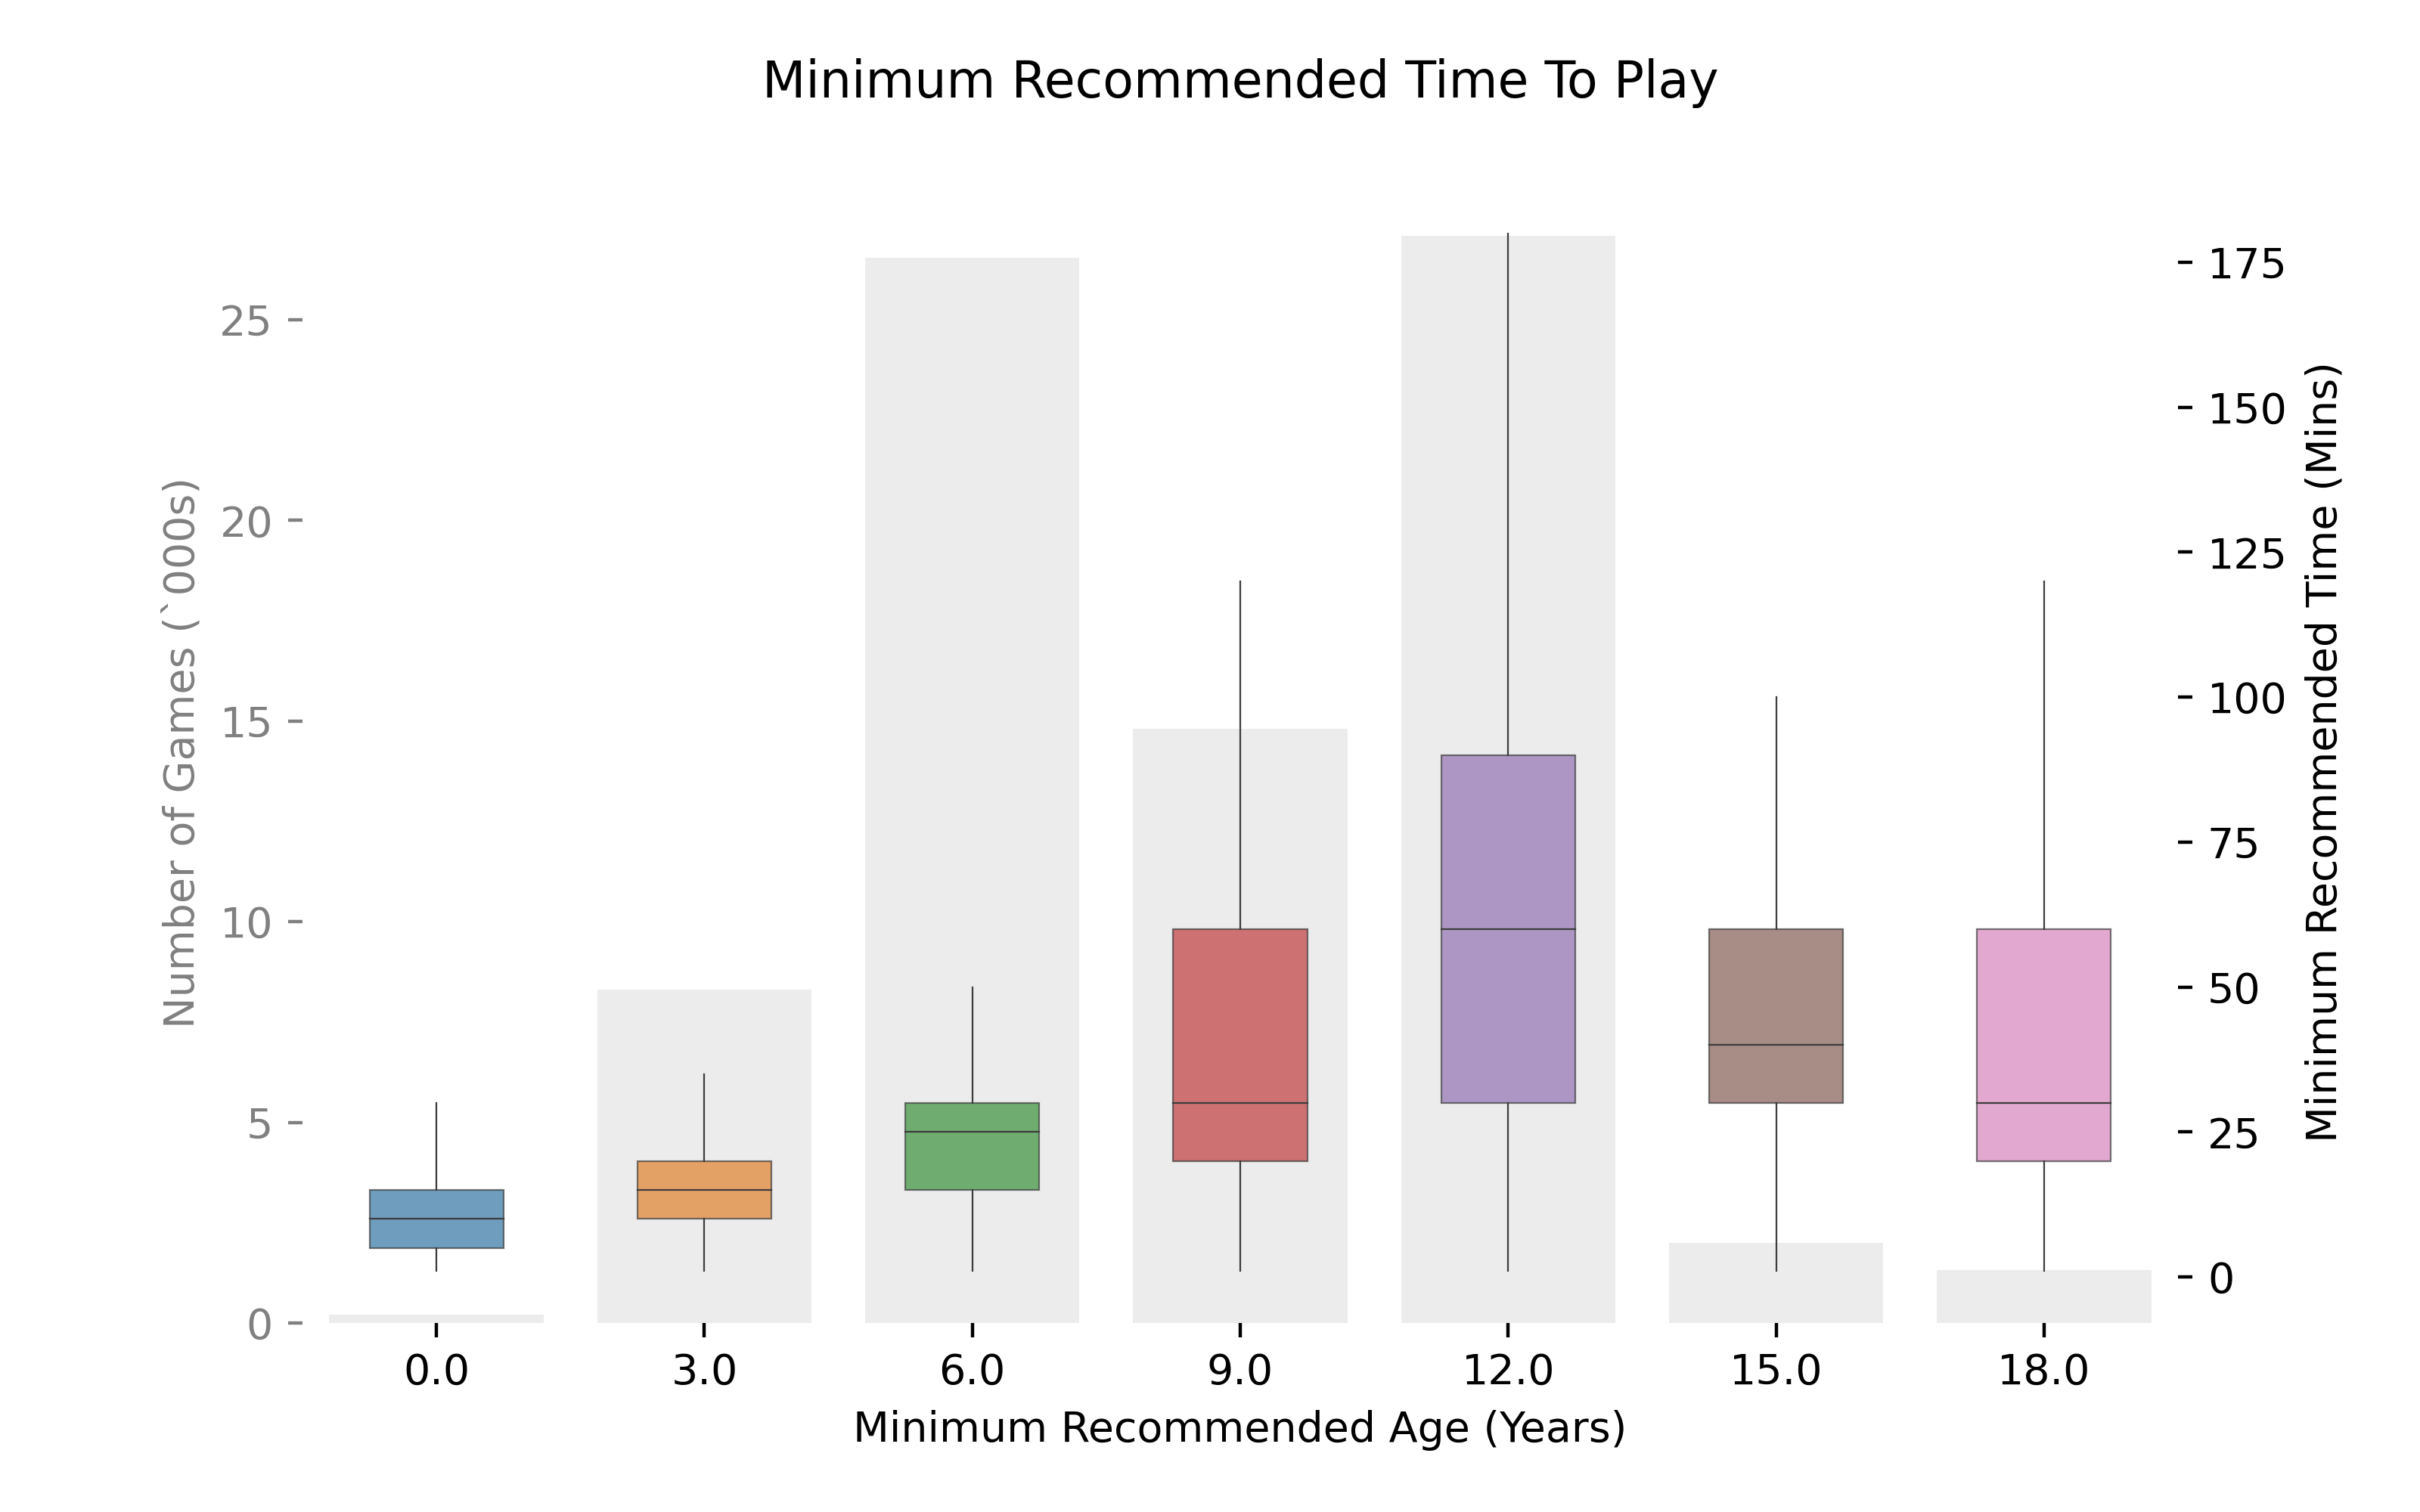 Minimum Recommended Time To Play
Number of Games (`000s)
25
20
15
10
5
0
175
150
125
100
75
50
25
0
Minimum Recommended Time (Mins)
0.0 3.0 6.0 9.0 12.0 15.0 18.0
Minimum Recommended Age (Years)